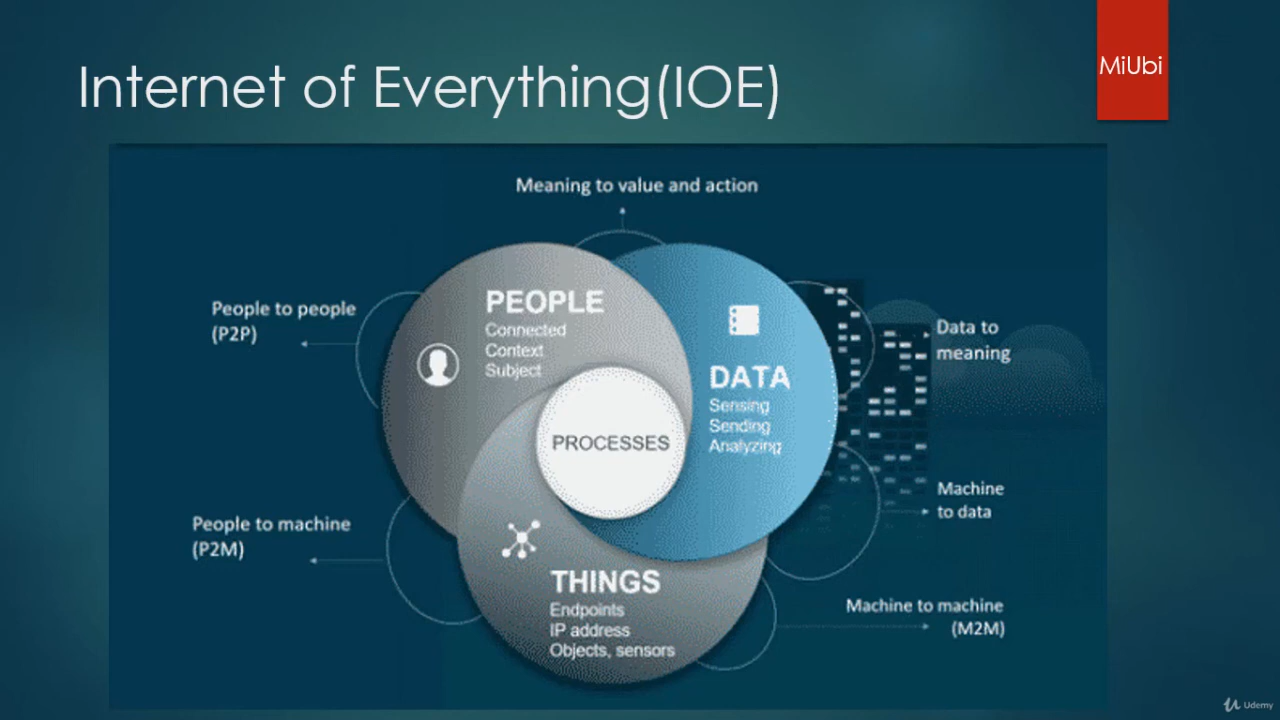 Internet of Everything(IOE)
MiUbi
Meaning to value and action
People to people
(P2P)
PEOPLE
Connected
Context
Subject
DATA
Sensing
Sending
Analyzing
Data to
meaning
PROCESSES
Machine
to data
People to machine
(P2M)
THINGS
Endpoints
IP address
Objects, sensors
Machine to machine
(M2M)
Udemy